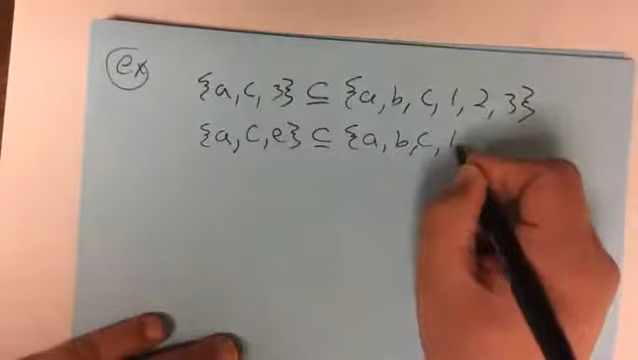 ex {a, c, 3} ⊆ {a, b, c, 1, 2, 3}
{a, c, e} ⊆ {a, b, c, 1